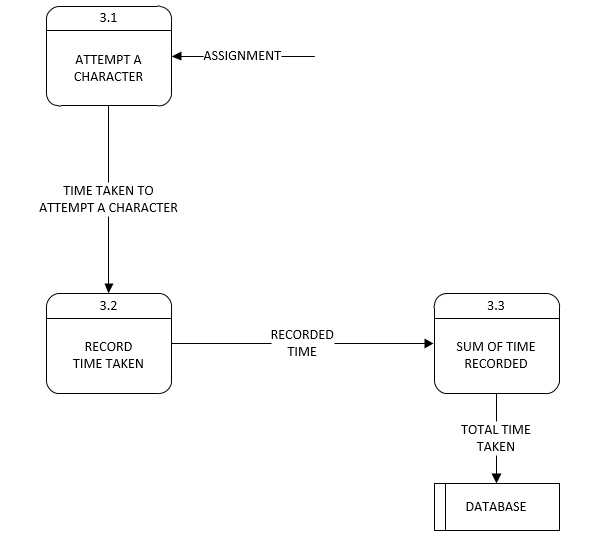 3.1
ATTEMPT A
CHARACTER
ASSIGNMENT
TIME TAKEN TO
ATTEMPT A CHARACTER
3.2
RECORD
TIME TAKEN
RECORDED
TIME
3.3
SUM OF TIME
RECORDED
TOTAL TIME
TAKEN
DATABASE